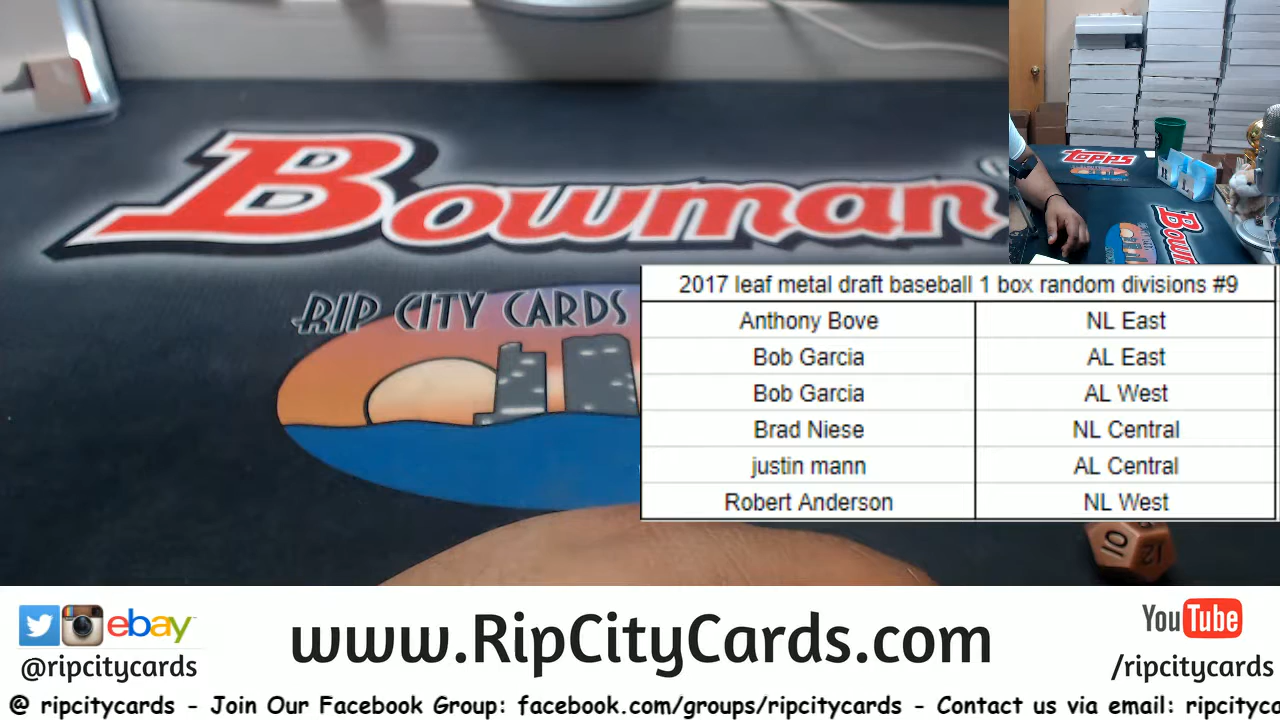 Bowman
RIP CITY CARDS
TOPPS
2017 leaf metal draft baseball 1 box random divisions #9
Anthony Bove NL East
Bob Garcia AL East
Bob Garcia AL West
Brad Niese NL Central
justin mann AL Central
Robert Anderson NL West
10 12
ebay
@ripcitycards
www.RipCityCards.com
YouTube
/ripcitycards
@ ripcitycards - Join Our Facebook Group: facebook.com/groups/ripcitycards - Contact us via email: ripcityca